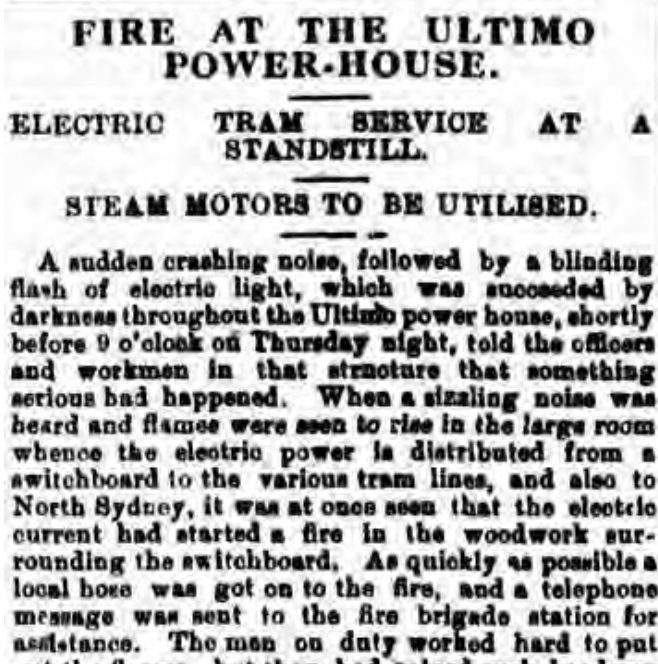 FIRE AT THE ULTIMO
POWER-HOUSE.
ELECTRIC TRAM SERVICE AT A
STANDSTILL.
STEAM MOTORS TO BE UTILISED.
A sudden crashing noise, followed by a blinding
flash of electric light, which was succeeded by
darkness throughout the Ultimo power house, shortly
before 9 o'clock on Thursday night, told the officers
and workmen in that structure that something
serious had happened. When a sizzling noise was
heard and flames were seen to rise in the large room
whence the electric power is distributed from a
switchboard to the various tram lines, and also to
North Sydney, it was at once seen that the electric
current had started a fire in the woodwork sur-
rounding the switchboard. As quickly as possible a
local hose was got on to the fire, and a telephone
message was sent to the fire brigade station for
assistance. The men on duty worked hard to put